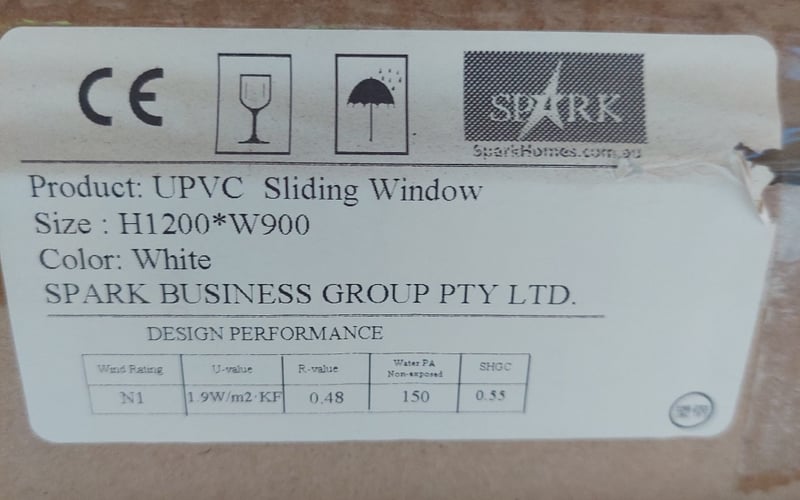 CE
SPARK
SparkHomes.com.au
Product: UPVC Sliding Window
Size : H1200*W900
Color: White
SPARK BUSINESS GROUP PTY LTD.
DESIGN PERFORMANCE
Wind Rating U-value R-value Water PA Non-exposed SHGC
N1 1.9W/m2·KF 0.48 150 0.55